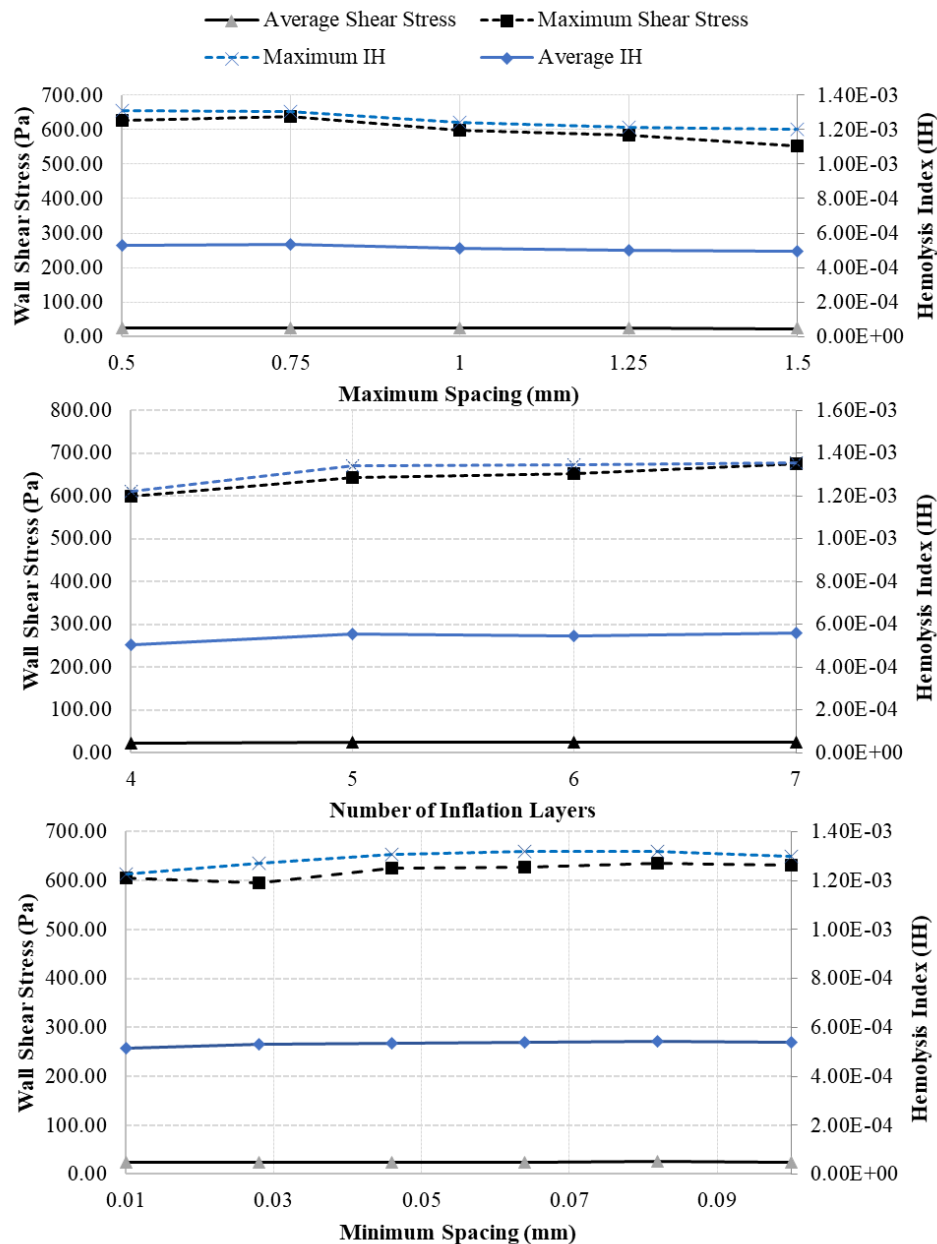 Average Shear Stress
Maximum Shear Stress
Maximum IH
Average IH
Wall Shear Stress (Pa)
700.00
600.00
500.00
400.00
300.00
200.00
100.00
0.00
1.40E-03
1.20E-03
1.00E-03
8.00E-04
6.00E-04
4.00E-04
2.00E-04
0.00E+00
Hemolysis Index (IH)
0.5
0.75
1
1.25
1.5
Maximum Spacing (mm)
Wall Shear Stress (Pa)
800.00
700.00
600.00
500.00
400.00
300.00
200.00
100.00
0.00
1.60E-03
1.40E-03
1.20E-03
1.00E-03
8.00E-04
6.00E-04
4.00E-04
2.00E-04
0.00E+00
Hemolysis Index (IH)
4
5
6
7
Number of Inflation Layers
Wall Shear Stress (Pa)
700.00
600.00
500.00
400.00
300.00
200.00
100.00
0.00
1.40E-03
1.20E-03
1.00E-03
8.00E-04
6.00E-04
4.00E-04
2.00E-04
0.00E+00
Hemolysis Index (IH)
0.01
0.03
0.05
0.07
0.09
Minimum Spacing (mm)